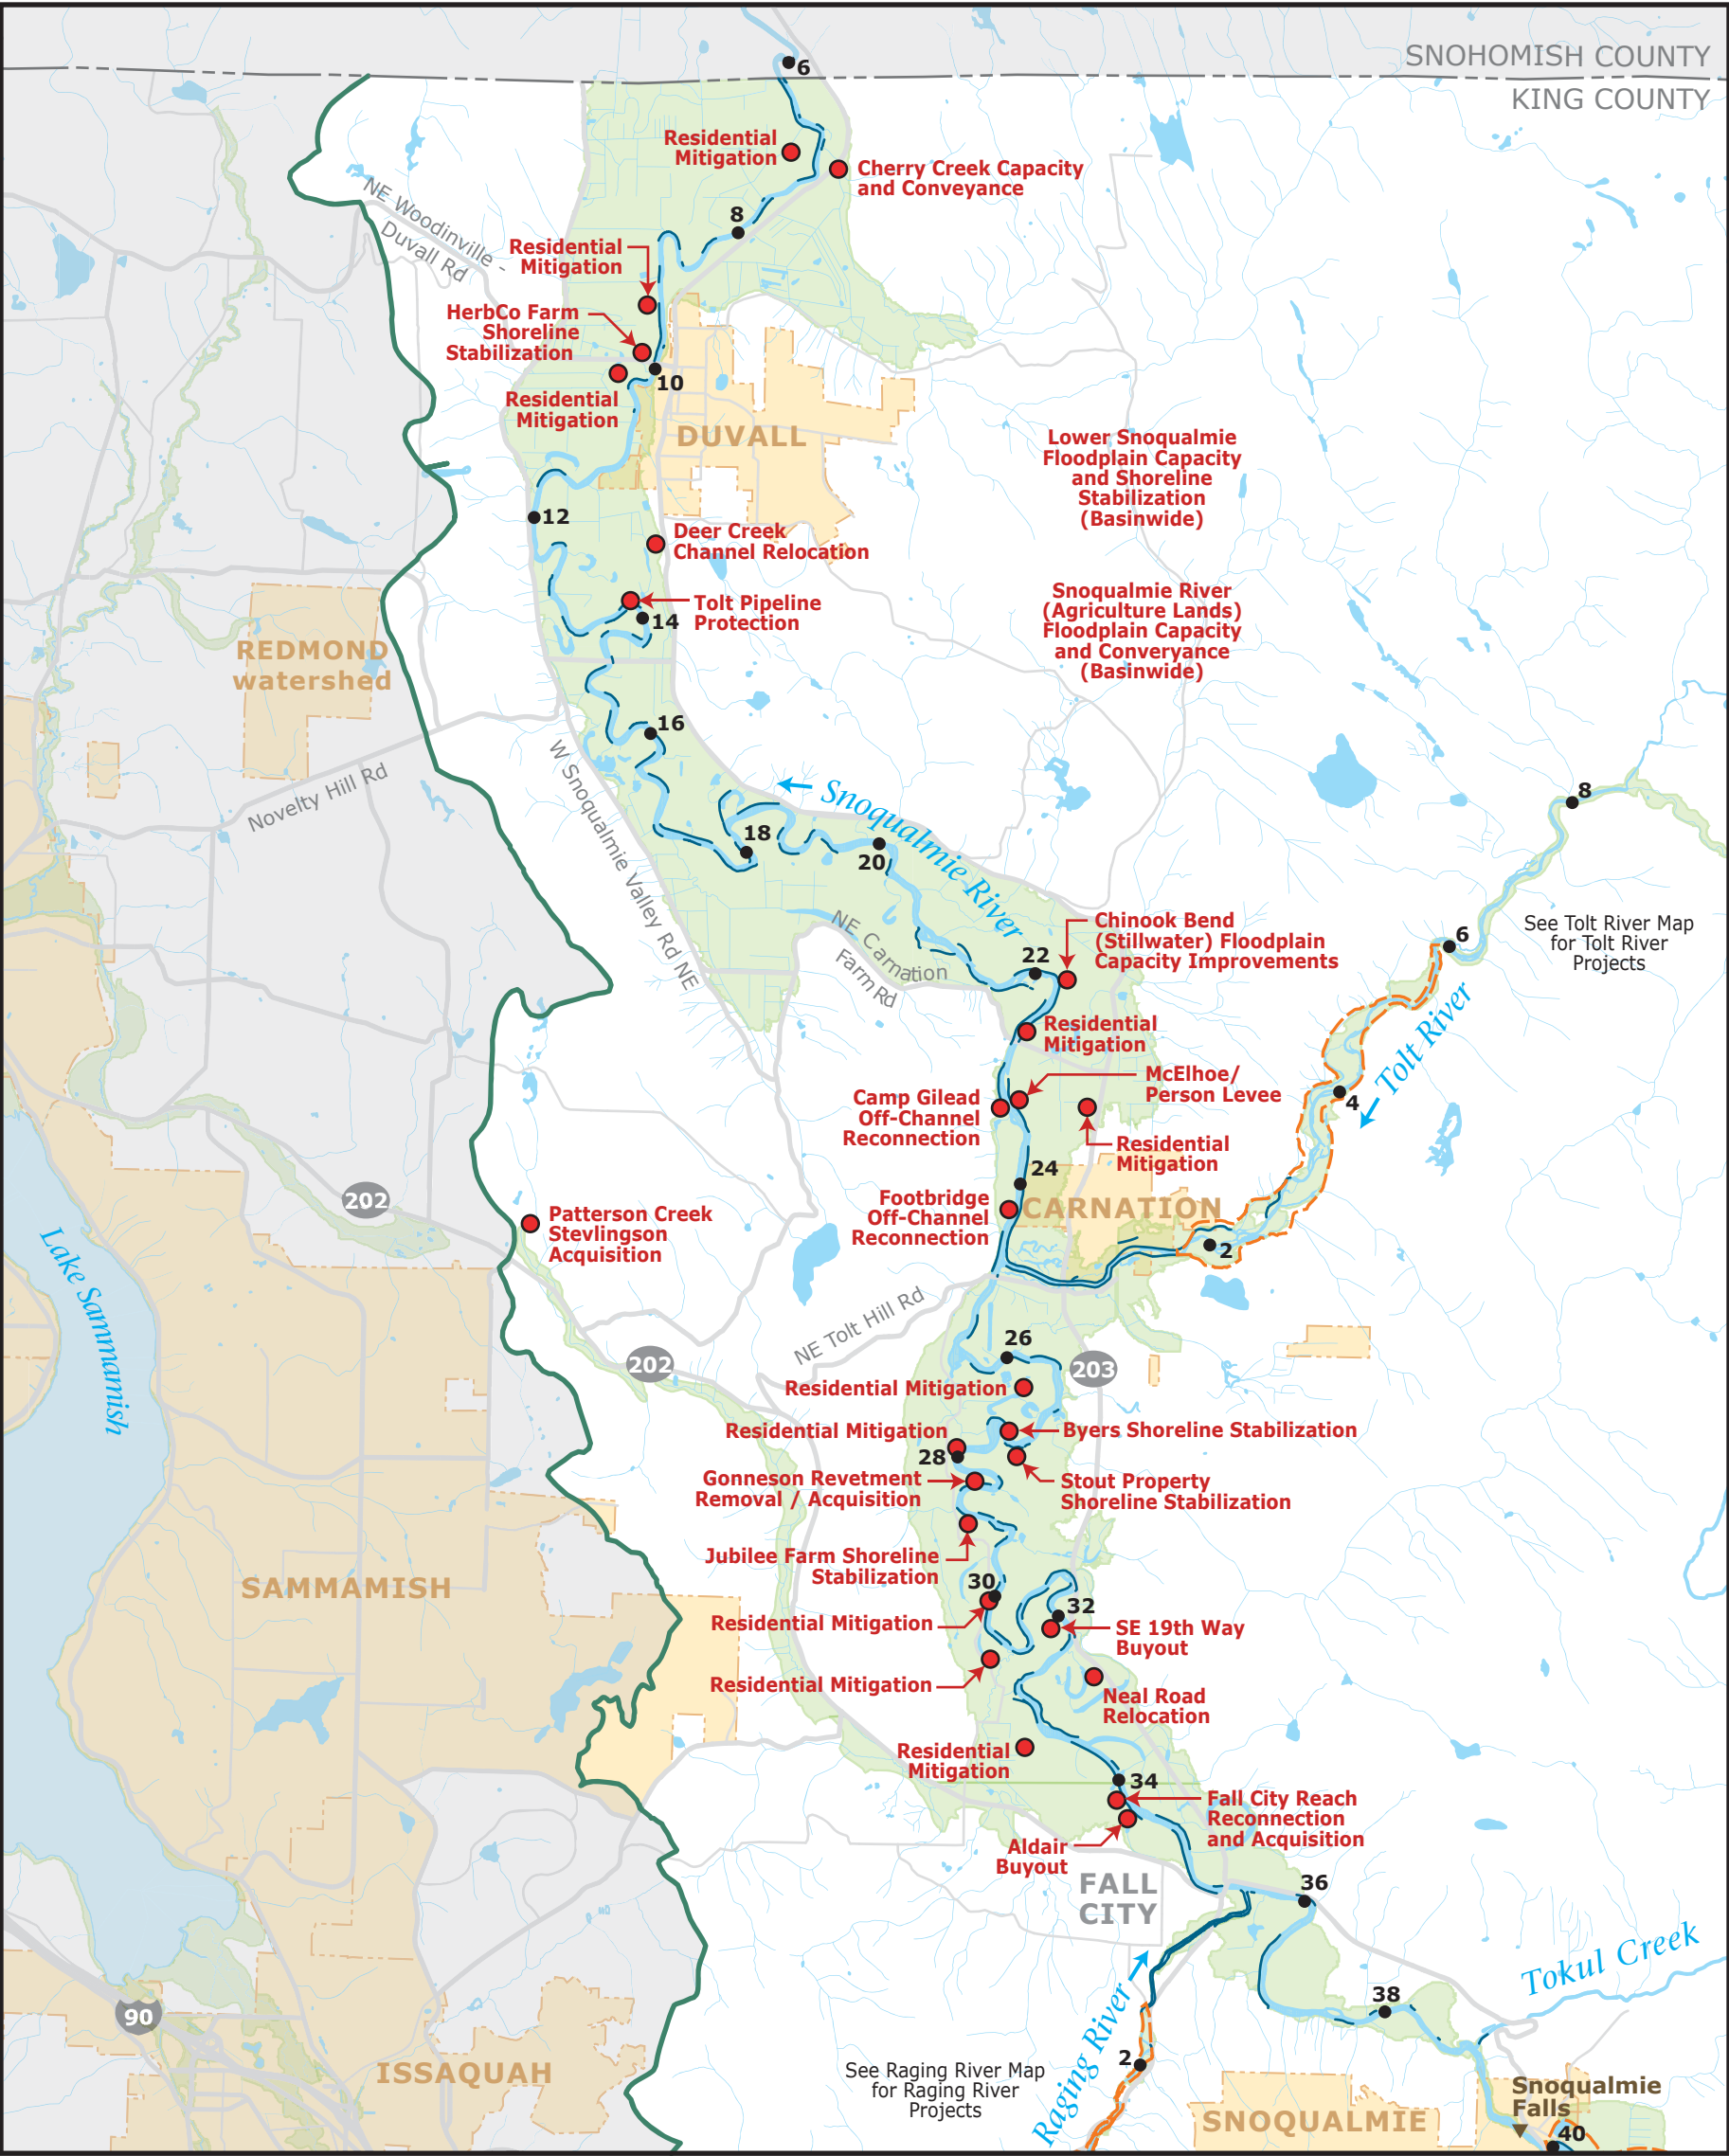 SNOHOMISH COUNTY
KING COUNTY
6
Residential
Mitigation
Cherry Creek Capacity
and Conveyance
NE Woodinville -
Duvall Rd
8
Residential
Mitigation
HerbCo Farm
Shoreline
Stabilization
10
Residential
Mitigation
DUVALL
Lower Snoqualmie
Floodplain Capacity
and Shoreline
Stabilization
(Basinwide)
12
Deer Creek
Channel Relocation
Tolt Pipeline
Protection
14
Snoqualmie River
(Agriculture Lands)
Floodplain Capacity
and Converyance
(Basinwide)
REDMOND
watershed
16
Novelty Hill Rd
W Snoqualmie Valley Rd NE
Snoqualmie River
8
18
20
NE Carnation
Farm Rd
Chinook Bend
(Stillwater) Floodplain
Capacity Improvements
22
6
See Tolt River Map
for Tolt River
Projects
Tolt River
Residential
Mitigation
McElhoe/
Person Levee
Camp Gilead
Off-Channel
Reconnection
4
Residential
Mitigation
24
202
Footbridge
Off-Channel
Reconnection
CARNATION
Patterson Creek
Stevlingson
Acquisition
2
Lake Sammamish
NE Tolt Hill Rd
26
202
203
Residential Mitigation
Residential Mitigation
Byers Shoreline Stabilization
28
Gonneson Revetment
Removal / Acquisition
Stout Property
Shoreline Stabilization
Jubilee Farm Shoreline
Stabilization
SAMMAMISH
30
32
Residential Mitigation
SE 19th Way
Buyout
Residential Mitigation
Neal Road
Relocation
Residential
Mitigation
34
Fall City Reach
Reconnection
and Acquisition
Aldair
Buyout
FALL
CITY
36
Tokul Creek
38
90
Raging River
2
See Raging River Map
for Raging River
Projects
ISSAQUAH
SNOQUALMIE
Snoqualmie
Falls
40